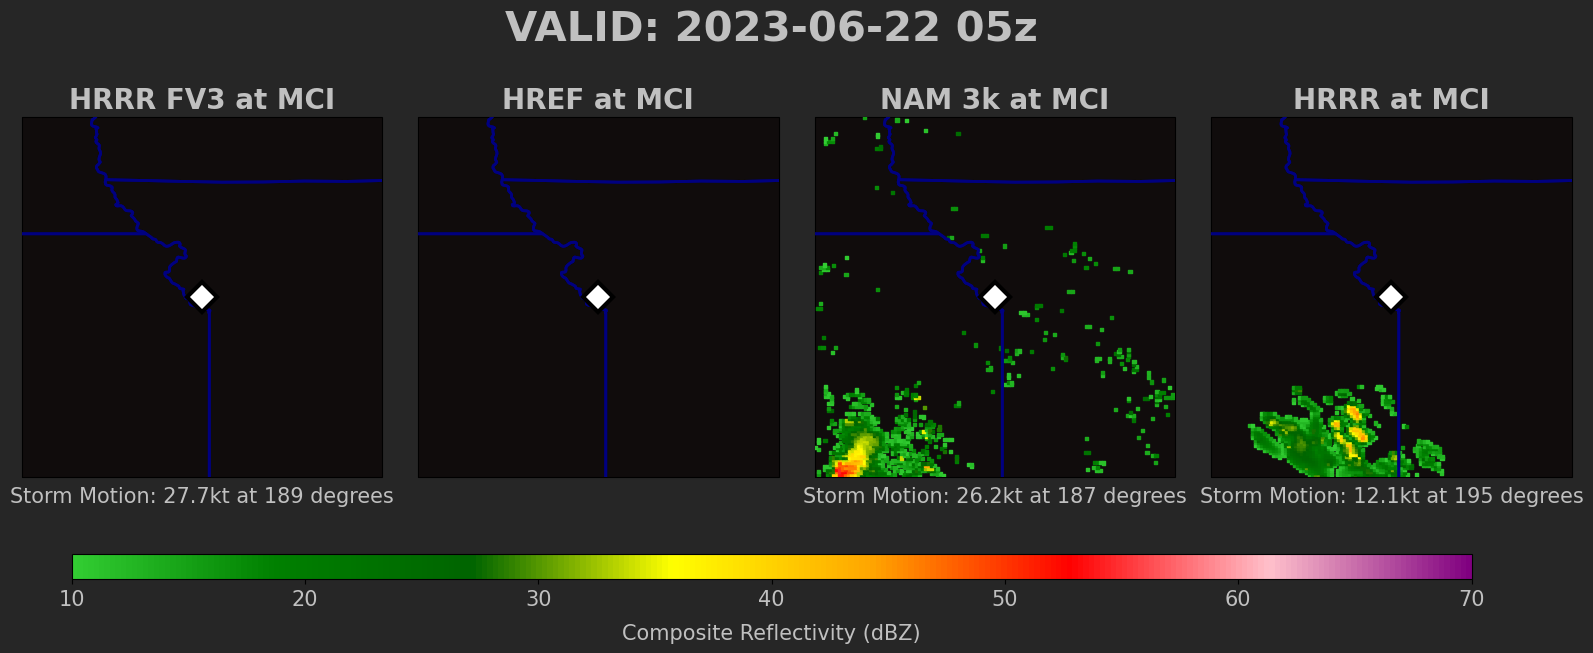 VALID: 2023-06-22 05z
HRRR FV3 at MCI
HREF at MCI
NAM 3k at MCI
HRRR at MCI
Storm Motion: 27.7kt at 189 degrees
Storm Motion: 26.2kt at 187 degrees
Storm Motion: 12.1kt at 195 degrees
10 20 30 40 50 60 70
Composite Reflectivity (dBZ)